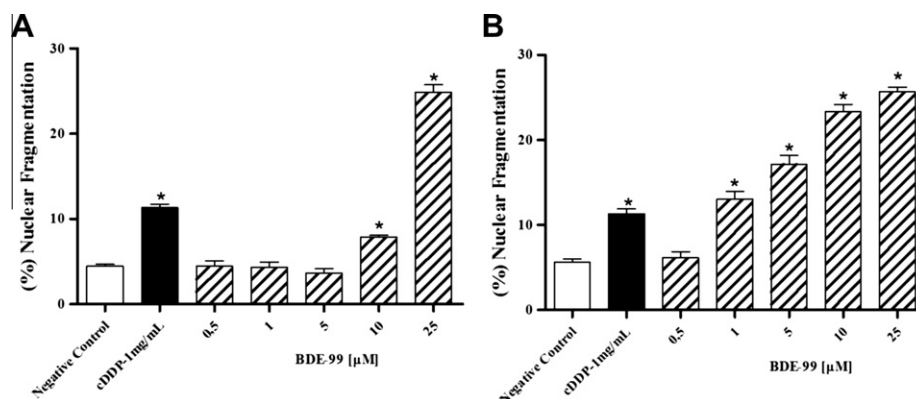 A
(%) Nuclear Fragmentation
30
20
10
0
*
*
*
Negative Control
cDDP-1mg/mL
0.5
1
5
10
25
BDE-99 [µM]
B
(%) Nuclear Fragmentation
30
20
10
0
*
*
*
*
*
Negative Control
cDDP-1mg/mL
0.5
1
5
10
25
BDE-99 [µM]